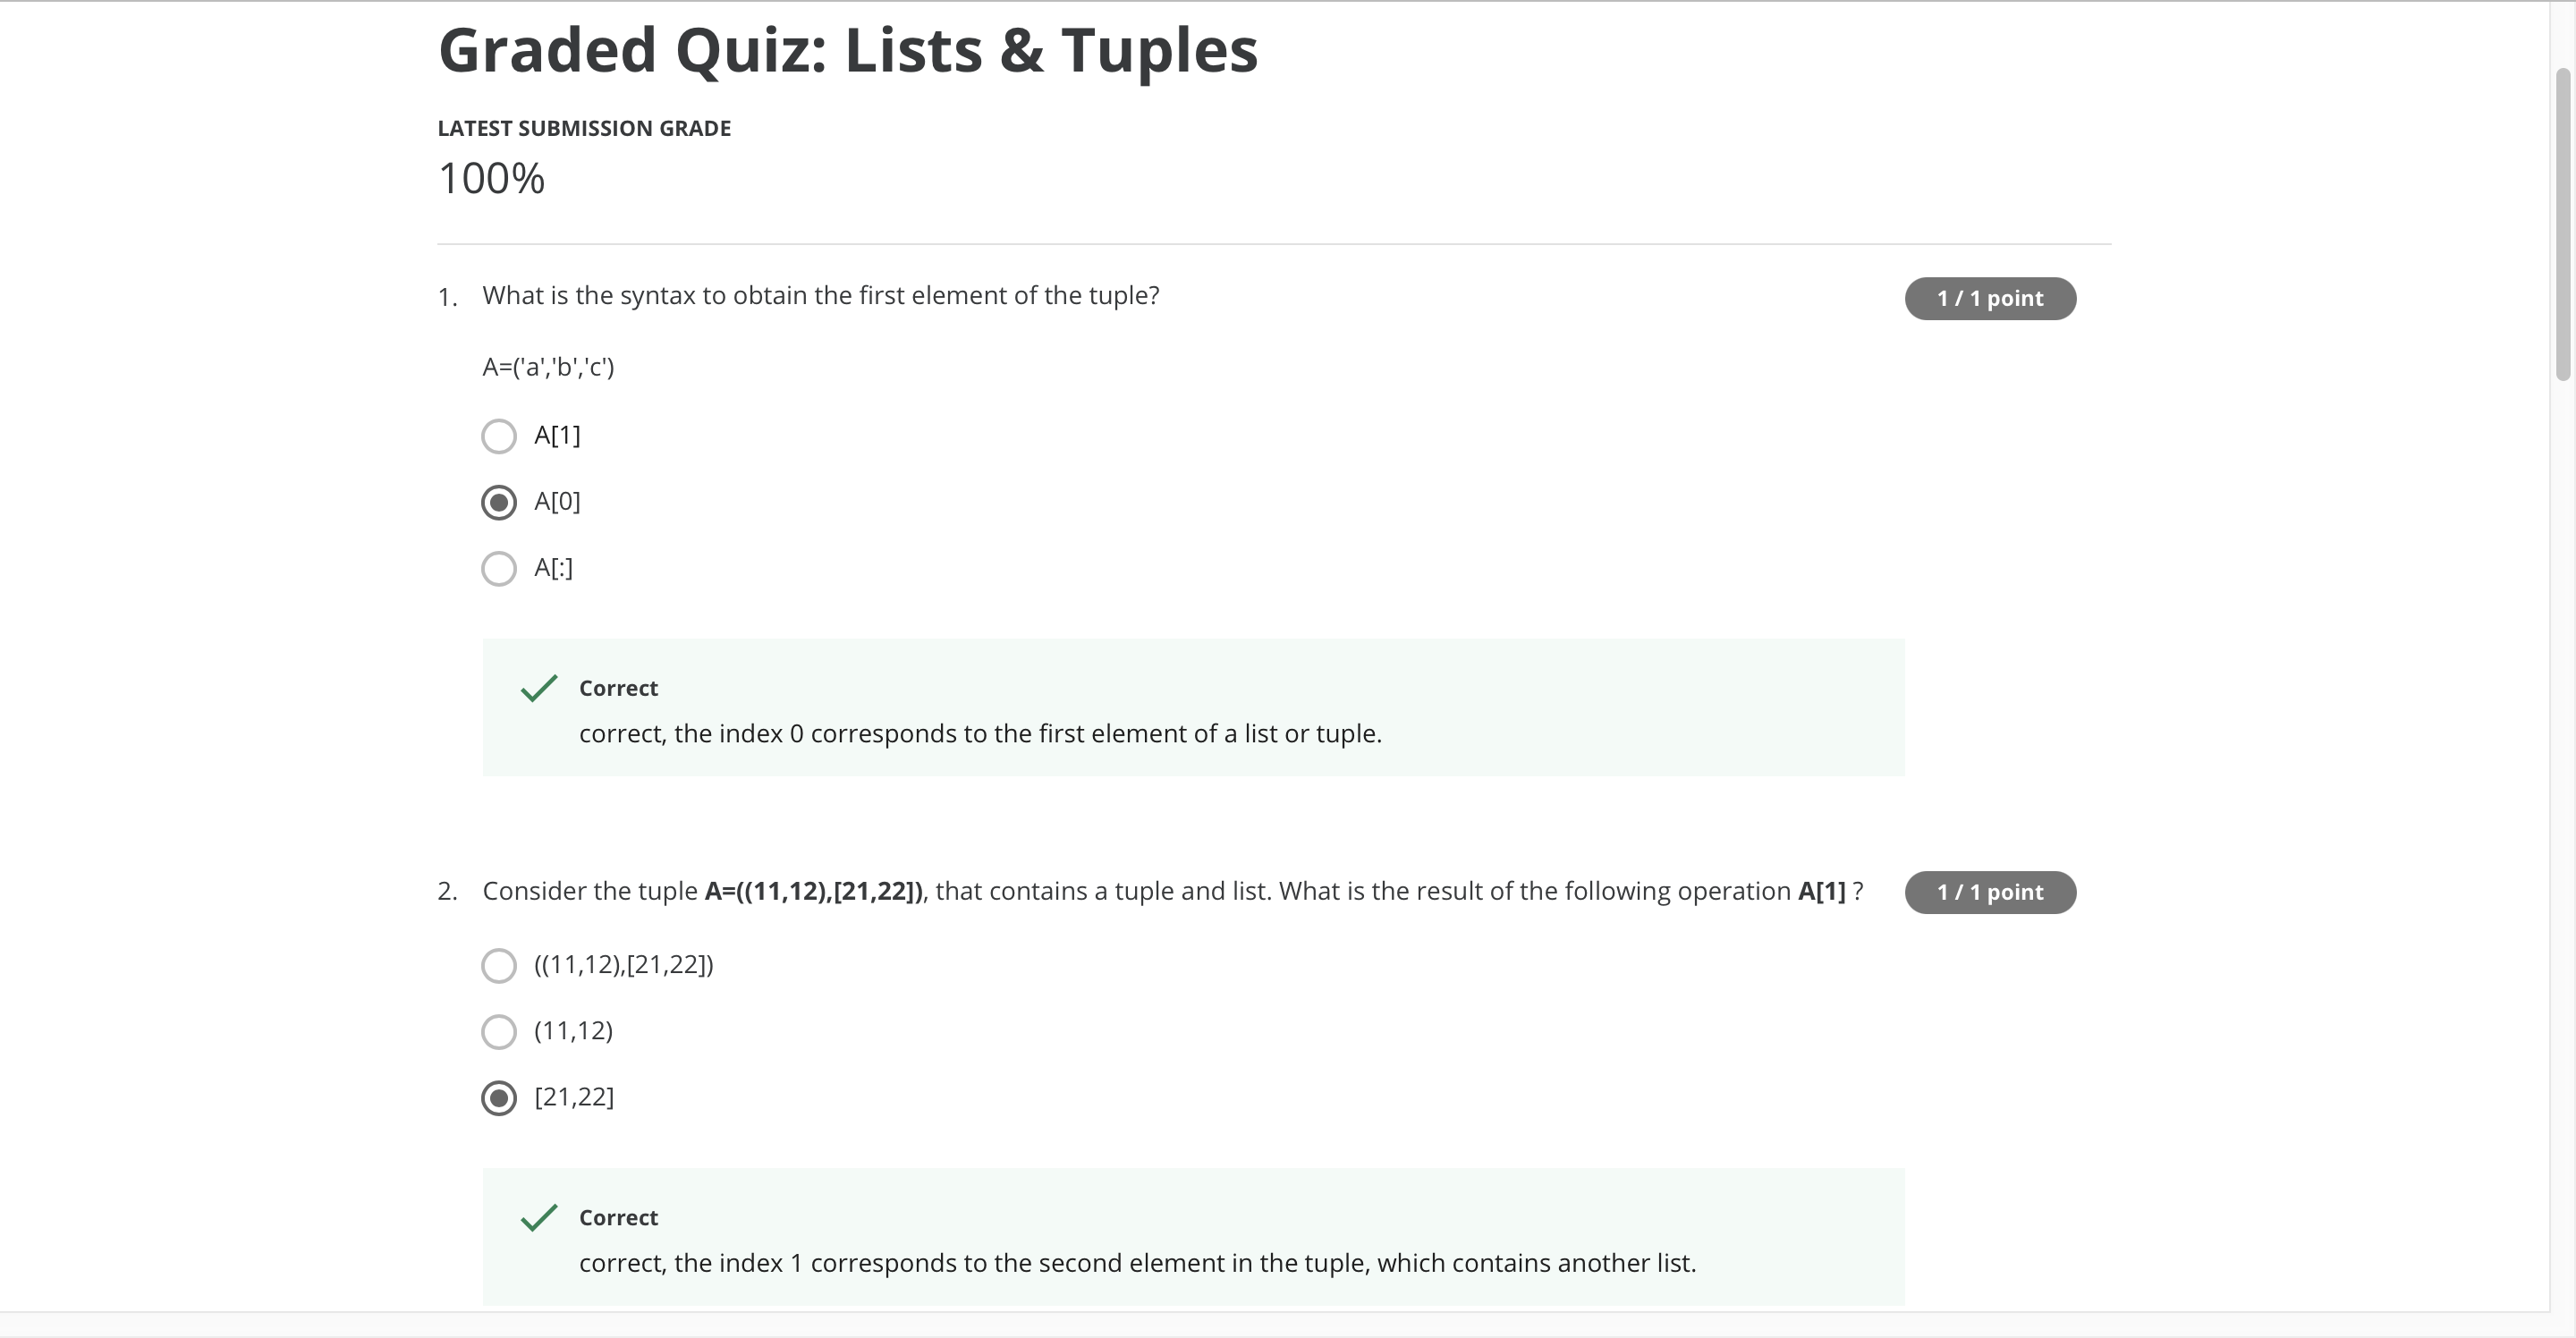 Graded Quiz: Lists & Tuples
LATEST SUBMISSION GRADE
100%
1. What is the syntax to obtain the first element of the tuple?
1 / 1 point
A=('a','b','c')
A[1]
A[0]
A[:]
Correct
correct, the index 0 corresponds to the first element of a list or tuple.
2. Consider the tuple A=((11,12),[21,22]), that contains a tuple and list. What is the result of the following operation A[1] ?
1 / 1 point
((11,12),[21,22])
(11,12)
[21,22]
Correct
correct, the index 1 corresponds to the second element in the tuple, which contains another list.